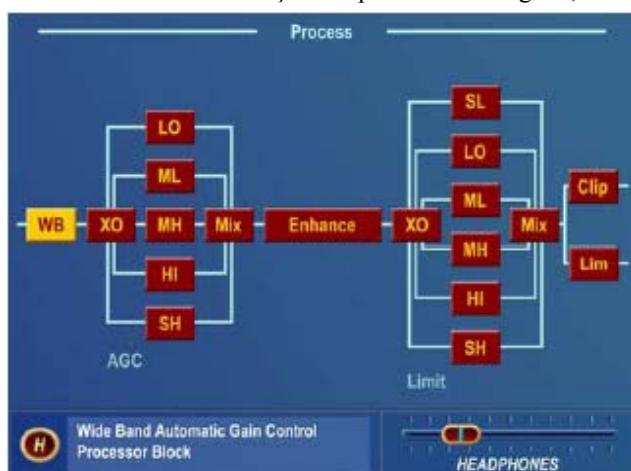 Process
LO
ML
WB XO MH Mix Enhance
HI
SH
AGC
SL
LO
ML
XO Mix
MH
HI
SH
Limit
Clip
Lim
H
Wide Band Automatic Gain Control
Processor Block
HEADPHONES